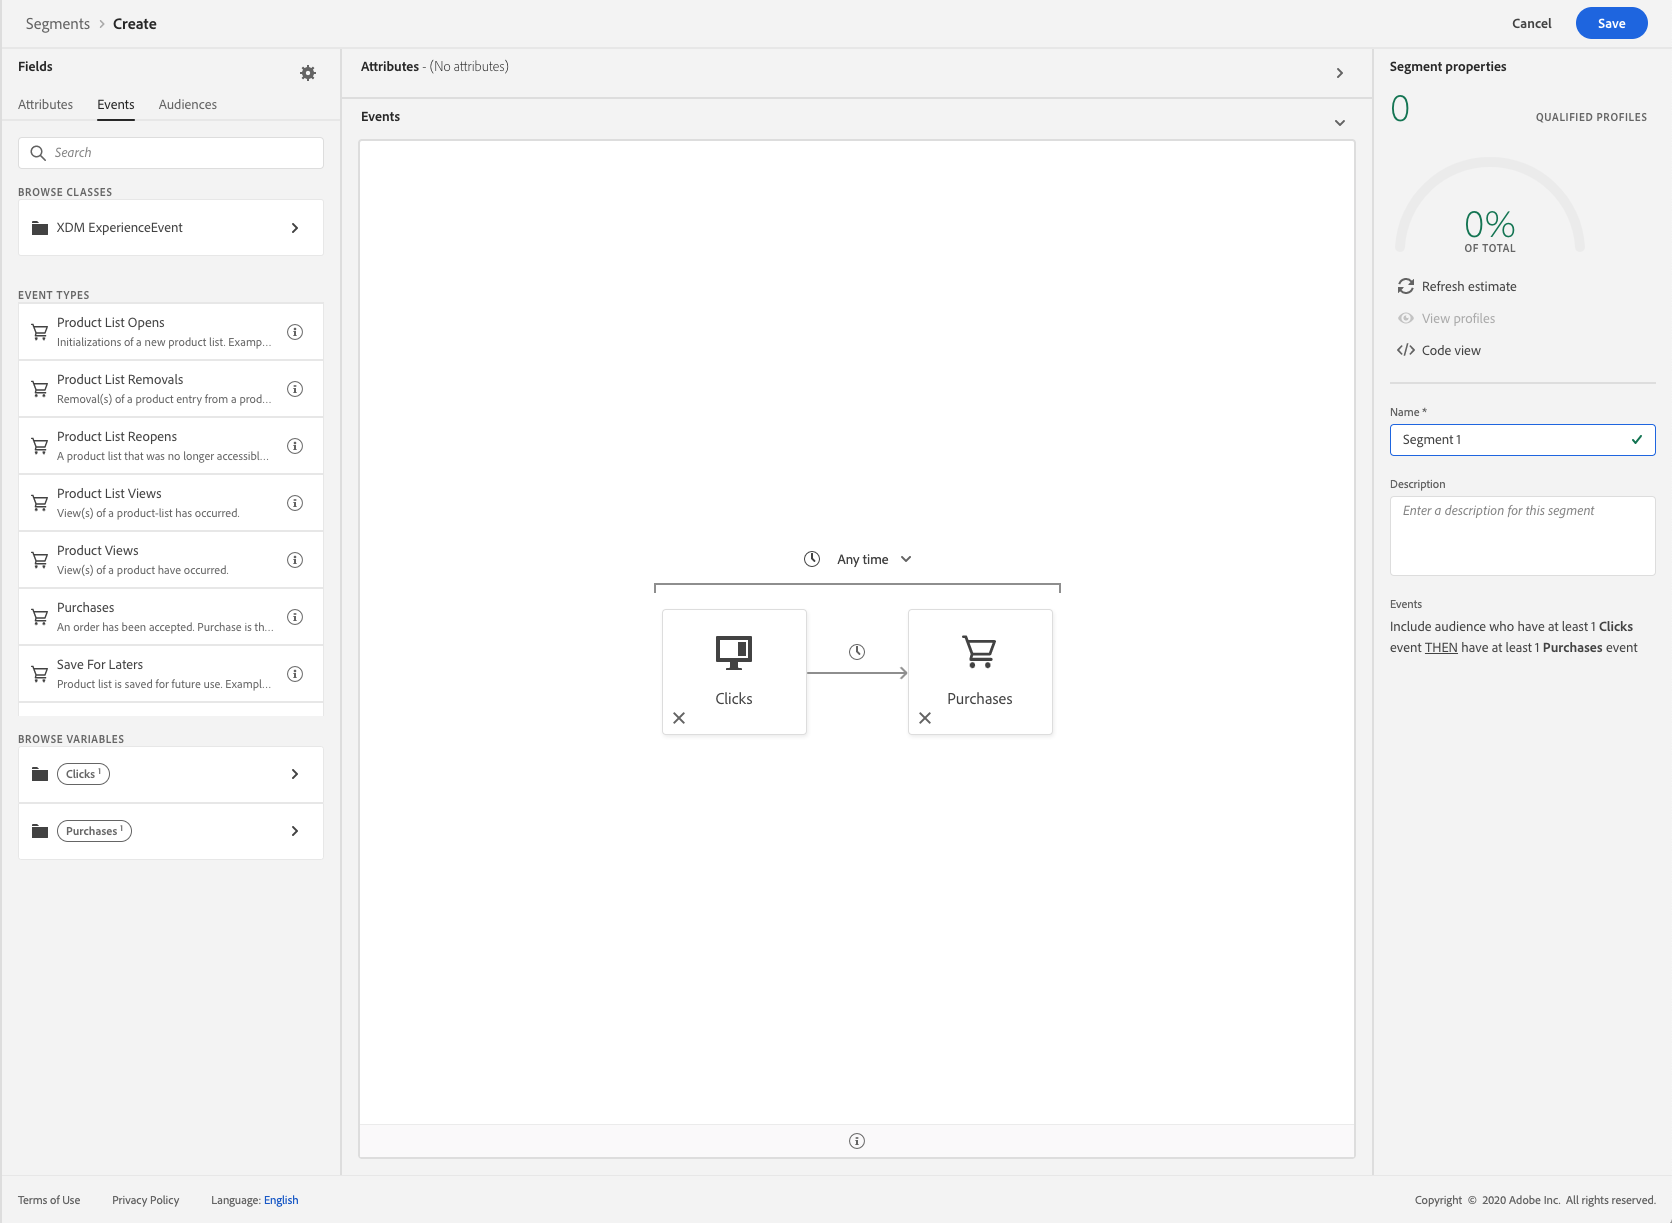 Segments > Create
Cancel
Save
Fields
Attributes
Events
Audiences
Search
BROWSE CLASSES
XDM ExperienceEvent
EVENT TYPES
Product List Opens
Initializations of a new product list. Examp...
Product List Removals
Removal(s) of a product entry from a prod...
Product List Reopens
A product list that was no longer accessibl...
Product List Views
View(s) of a product-list has occurred.
Product Views
View(s) of a product have occurred.
Purchases
An order has been accepted. Purchase is th...
Save For Laters
Product list is saved for future use. Exampl...
BROWSE VARIABLES
Clicks 1
Purchases 1
Attributes - (No attributes)
Events
Any time
Clicks
Purchases
Segment properties
0
QUALIFIED PROFILES
0%
OF TOTAL
Refresh estimate
View profiles
</> Code view
Name *
Segment 1
Description
Enter a description for this segment
Events
Include audience who have at least 1 Clicks
event THEN have at least 1 Purchases event
Terms of Use
Privacy Policy
Language: English
Copyright © 2020 Adobe Inc. All rights reserved.